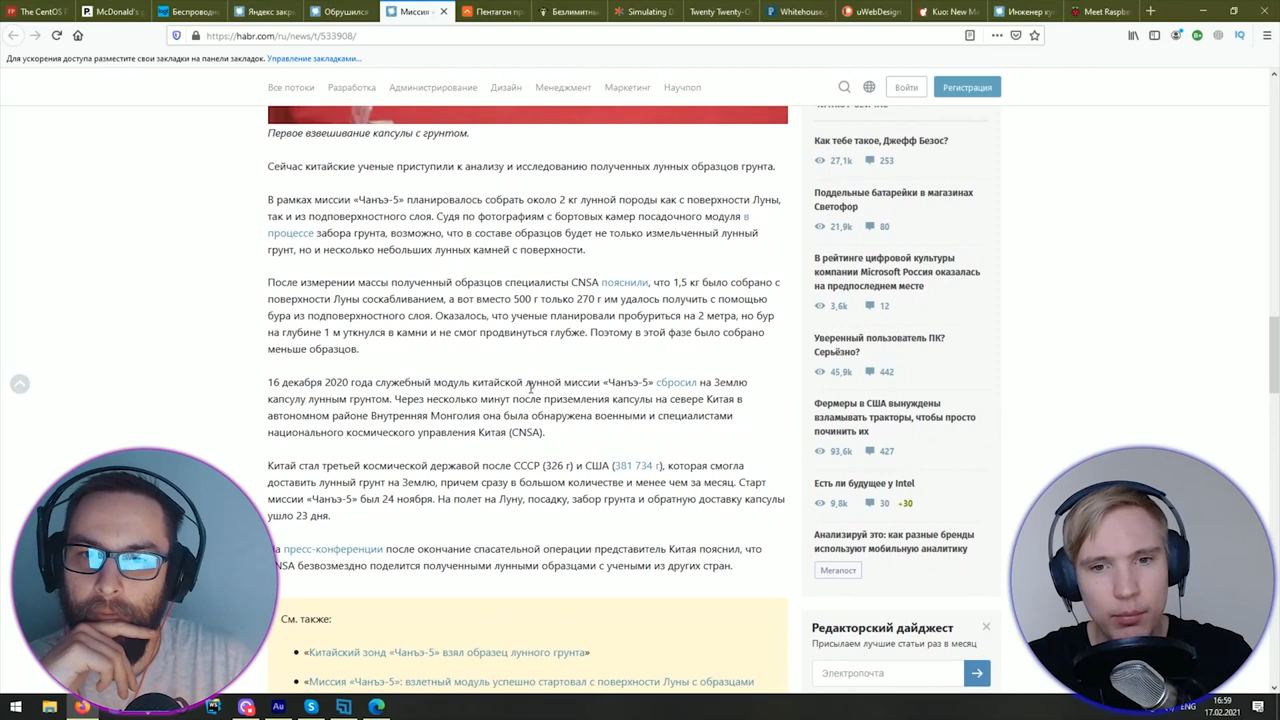 The Texas C
McDonald's
Беспроводн
Яндекс закр
Обрушился
Миссия «
Пентагон пр
Безлимитны
Simulating D
Twenty Twenty-O
Whitehouse.
uWebDesign
Kuo: New M
Инженер ку
Meet Raspbe
https://habr.com/ru/news/t/533908/
Для ускорения доступа разместите свои закладки на панели закладок. Управление закладками...
Все потоки Разработка Администрирование Дизайн Менеджмент Маркетинг Научпоп
Войти
Регистрация
Первое взвешивание капсулы с грунтом.
Сейчас китайские ученые приступили к анализу и исследованию полученных лунных образцов грунта.
В рамках миссии «Чанъэ-5» планировалось собрать около 2 кг лунной породы как с поверхности Луны,
так и из подповерхностного слоя. Судя по фотографиям с бортовых камер посадочного модуля в
процессе забора грунта, возможно, что в составе образцов будет не только измельченный лунный
грунт, но и несколько небольших лунных камней с поверхности.
После измерении массы полученный образцов специалисты CNSA пояснили, что 1,5 кг было собрано с
поверхности Луны соскабливанием, а вот вместо 500 г только 270 г им удалось получить с помощью
бура из подповерхностного слоя. Оказалось, что ученые планировали пробуриться на 2 метра, но бур
на глубине 1 м уткнулся в камни и не смог продвинуться глубже. Поэтому в этой фазе было собрано
меньше образцов.
16 декабря 2020 года служебный модуль китайской лунной миссии «Чанъэ-5» сбросил на Землю
капсулу лунным грунтом. Через несколько минут после приземления капсулы на севере Китая в
автономном районе Внутренняя Монголия она была обнаружена военными и специалистами
национального космического управления Китая (CNSA).
Китай стал третьей космической державой после СССР (326 г) и США (381 734 г), которая смогла
доставить лунный грунт на Землю, причем сразу в большом количестве и менее чем за месяц. Старт
миссии «Чанъэ-5» был 24 ноября. На полет на Луну, посадку, забор грунта и обратную доставку капсулы
ушло 23 дня.
пресс-конференции после окончание спасательной операции представитель Китая пояснил, что
NSA безвозмездно поделится полученными лунными образцами с учеными из других стран.
См. также:
«Китайский зонд «Чанъэ-5» взял образец лунного грунта»
«Миссия «Чанъэ-5»: взлетный модуль успешно стартовал с поверхности Луны с образцами
Как тебе такое, Джефф Безос?
27,1k 253
Поддельные батарейки в магазинах
Светофор
21,9k 80
В рейтинге цифровой культуры
компании Microsoft Россия оказалась
на предпоследнем месте
3,6k 12
Уверенный пользователь ПК?
Серьёзно?
45,9k 442
Фермеры в США вынуждены
взламывать тракторы, чтобы просто
починить их
93,6k 427
Есть ли будущее у Intel
9,8k 30 +30
Анализируй это: как разные бренды
используют мобильную аналитику
Мегапост
Редакторский дайджест
Присылаем лучшие статьи раз в месяц
Электропочта
ENG
16:59
17.02.2021